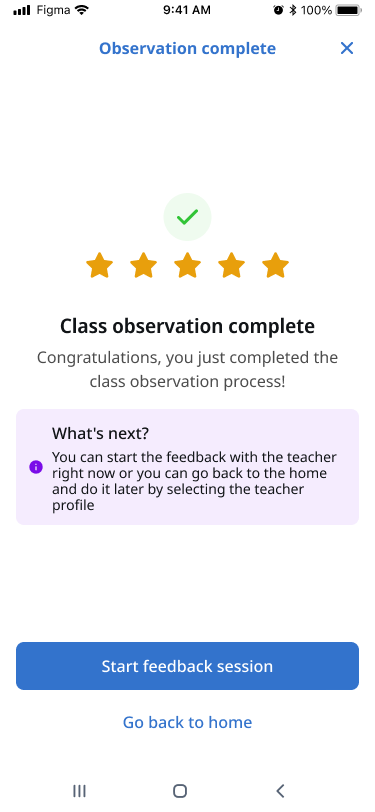 Figma 9:41 AM 100%
Observation complete
Class observation complete
Congratulations, you just completed the
class observation process!
What's next?
You can start the feedback with the teacher
right now or you can go back to the home
and do it later by selecting the teacher
profile
Start feedback session
Go back to home